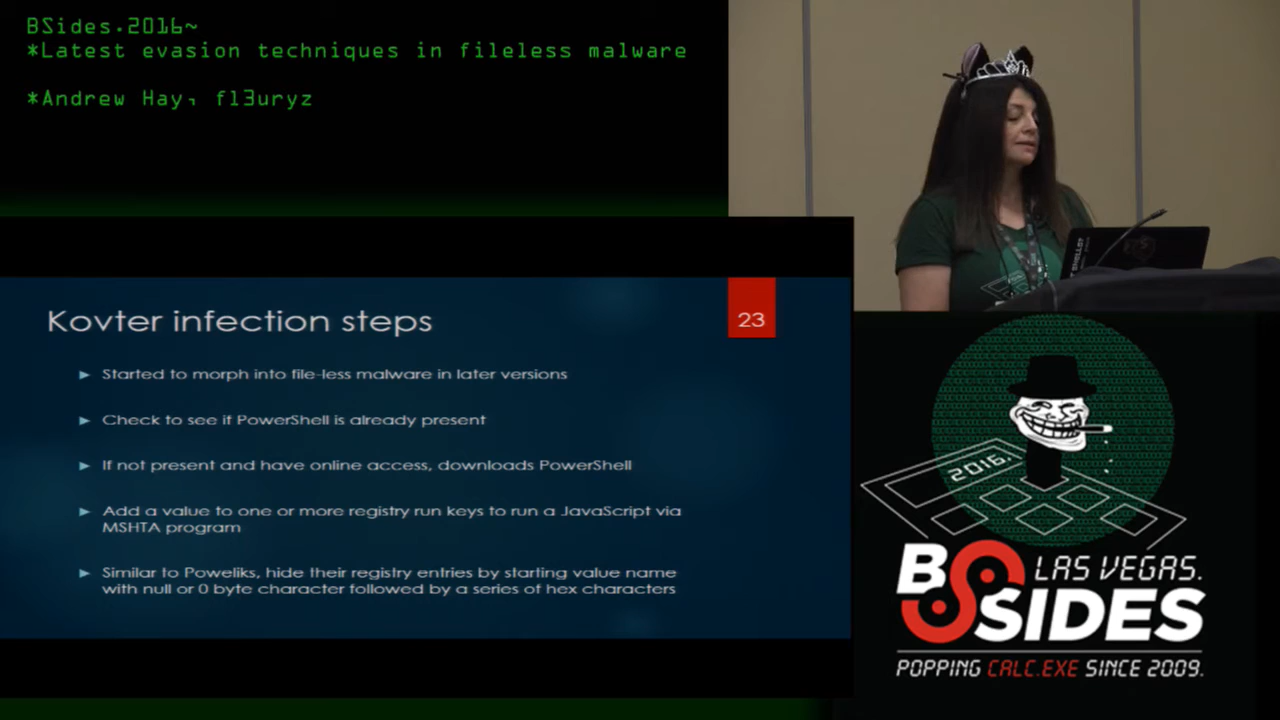 BSides.2016~
*Latest evasion techniques in fileless malware
*Andrew Hay, fl3uryz
Kovter infection steps
23
Started to morph into file-less malware in later versions
Check to see if PowerShell is already present
If not present and have online access, downloads PowerShell
Add a value to one or more registry run keys to run a JavaScript via
MSHTA program
Similar to Poweliks, hide their registry entries by starting value name
with null or 0 byte character followed by a series of hex characters
2016.
BSIDES
LAS VEGAS.
POPPING CALC.EXE SINCE 2009.